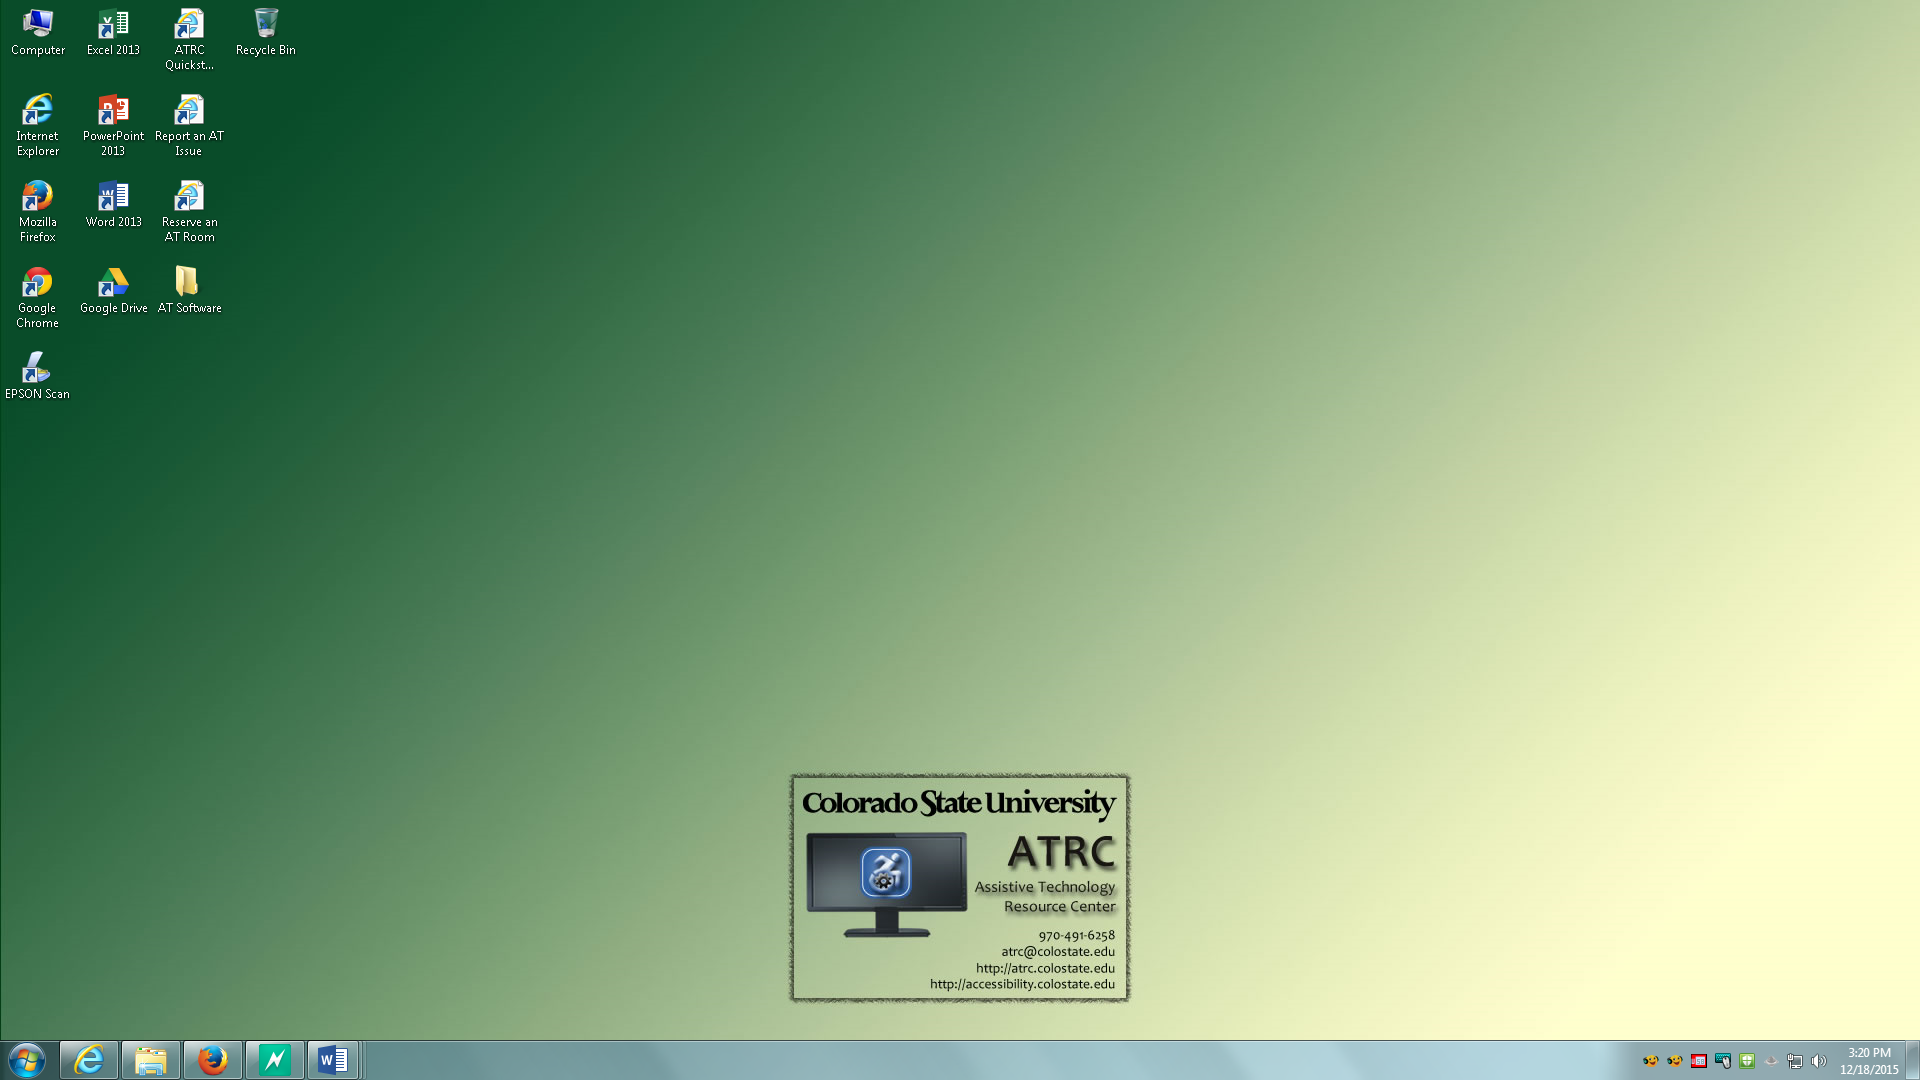 Computer
Excel 2013
ATRC
Quickst...
Recycle Bin
Internet
Explorer
PowerPoint
2013
Report an AT
Issue
Mozilla
Firefox
Word 2013
Reserve an
AT Room
Google
Chrome
Google Drive
AT Software
EPSON Scan
Colorado State University
ATRC
Assistive Technology
Resource Center
970-491-6258
atrc@colostate.edu
http://atrc.colostate.edu
http://accessibility.colostate.edu
3:20 PM
12/18/2015